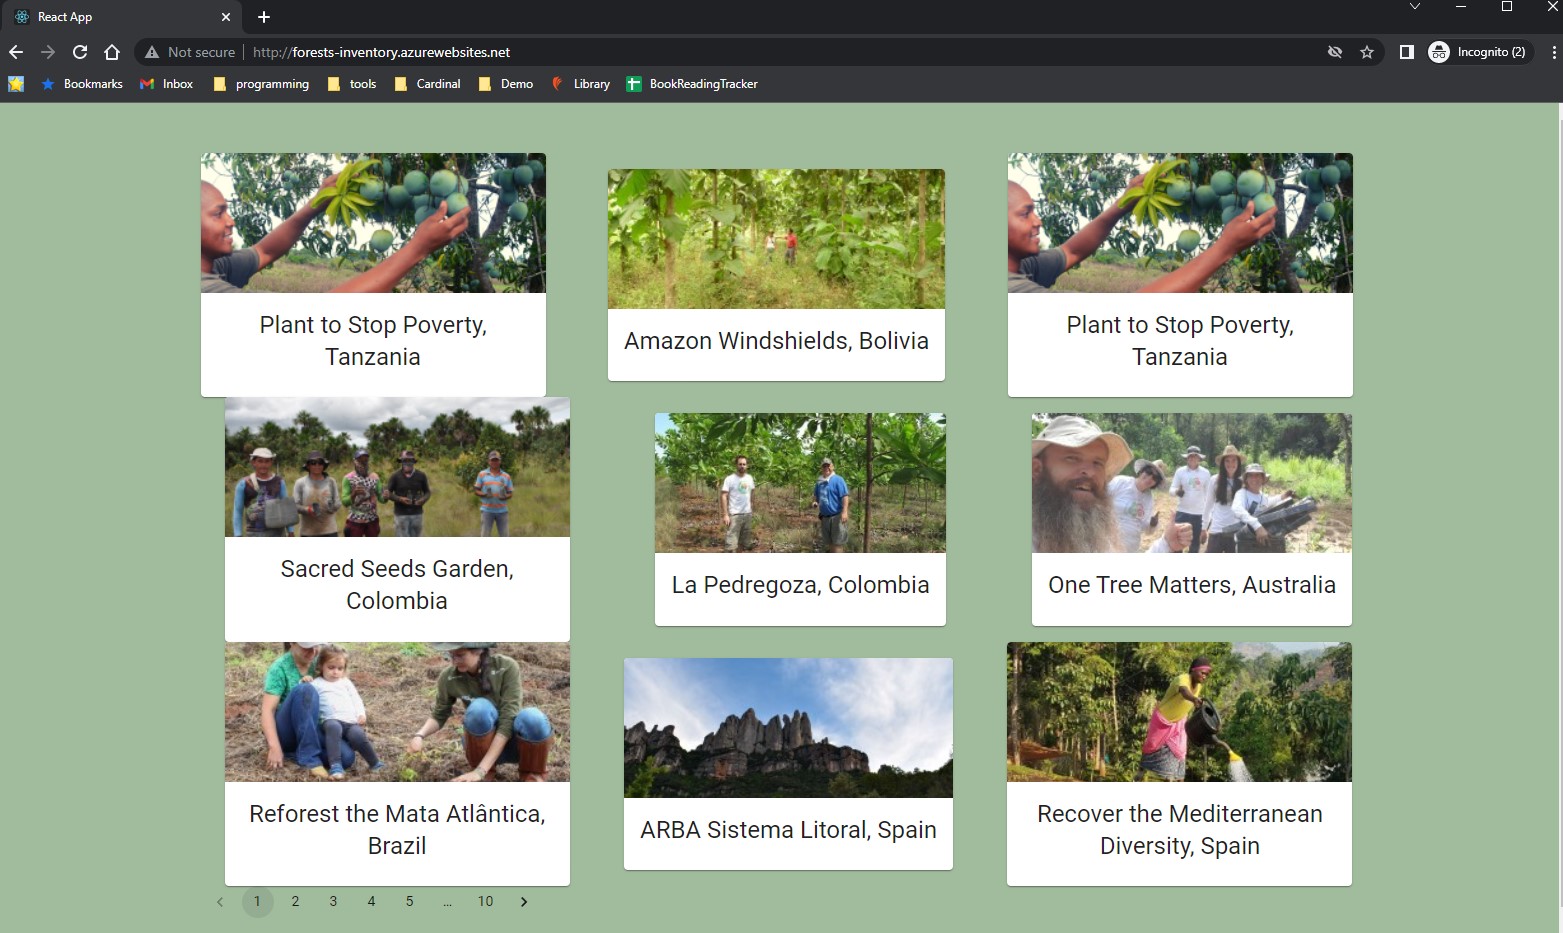 React App
Not secure http://forests-inventory.azurewebsites.net
Incognito (2)
Bookmarks Inbox programming tools Cardinal Demo Library BookReadingTracker
Plant to Stop Poverty,
Tanzania
Amazon Windshields, Bolivia
Plant to Stop Poverty,
Tanzania
Sacred Seeds Garden,
Colombia
La Pedregoza, Colombia
One Tree Matters, Australia
Reforest the Mata Atlântica,
Brazil
ARBA Sistema Litoral, Spain
Recover the Mediterranean
Diversity, Spain
1 2 3 4 5 ... 10